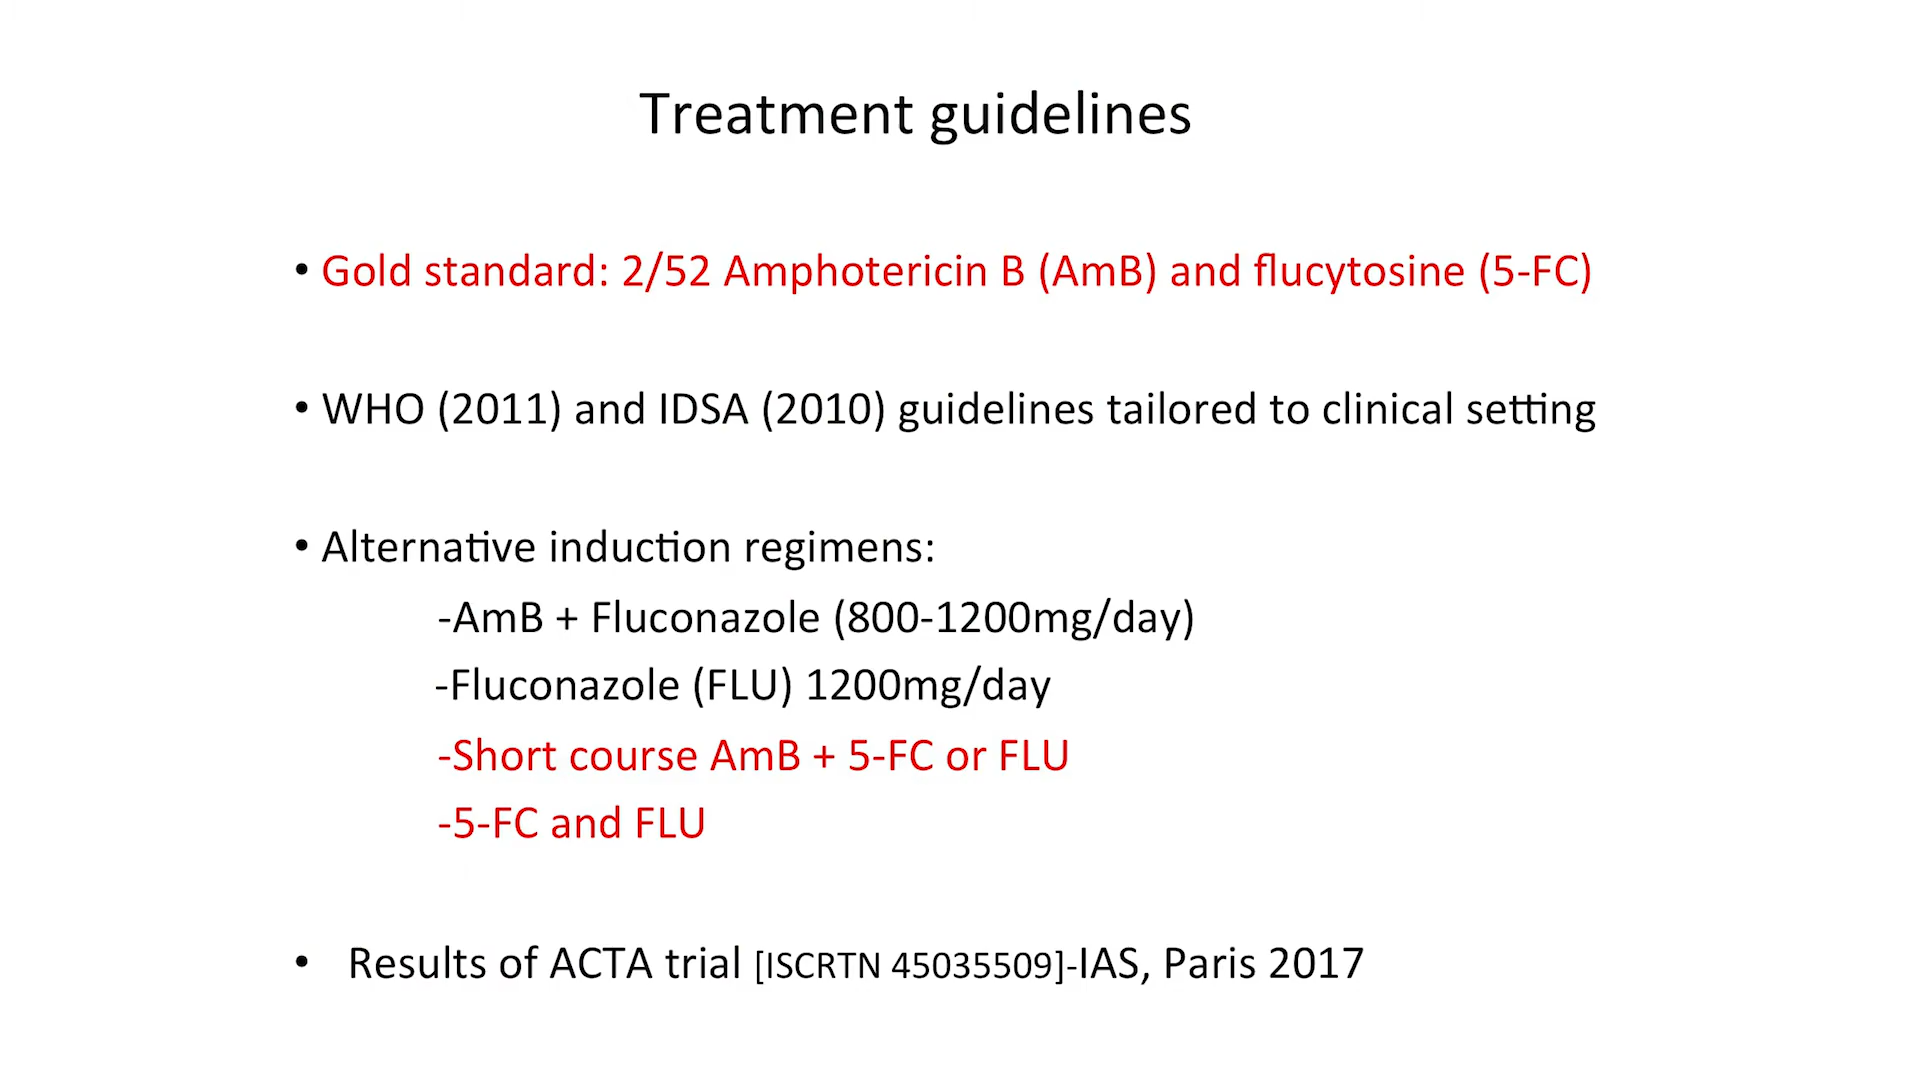 Treatment guidelines
• Gold standard: 2/52 Amphotericin B (AmB) and flucytosine (5-FC)
• WHO (2011) and IDSA (2010) guidelines tailored to clinical setting
• Alternative induction regimens:
-AmB + Fluconazole (800-1200mg/day)
-Fluconazole (FLU) 1200mg/day
-Short course AmB + 5-FC or FLU
-5-FC and FLU
• Results of ACTA trial [ISCRTN 45035509]-IAS, Paris 2017